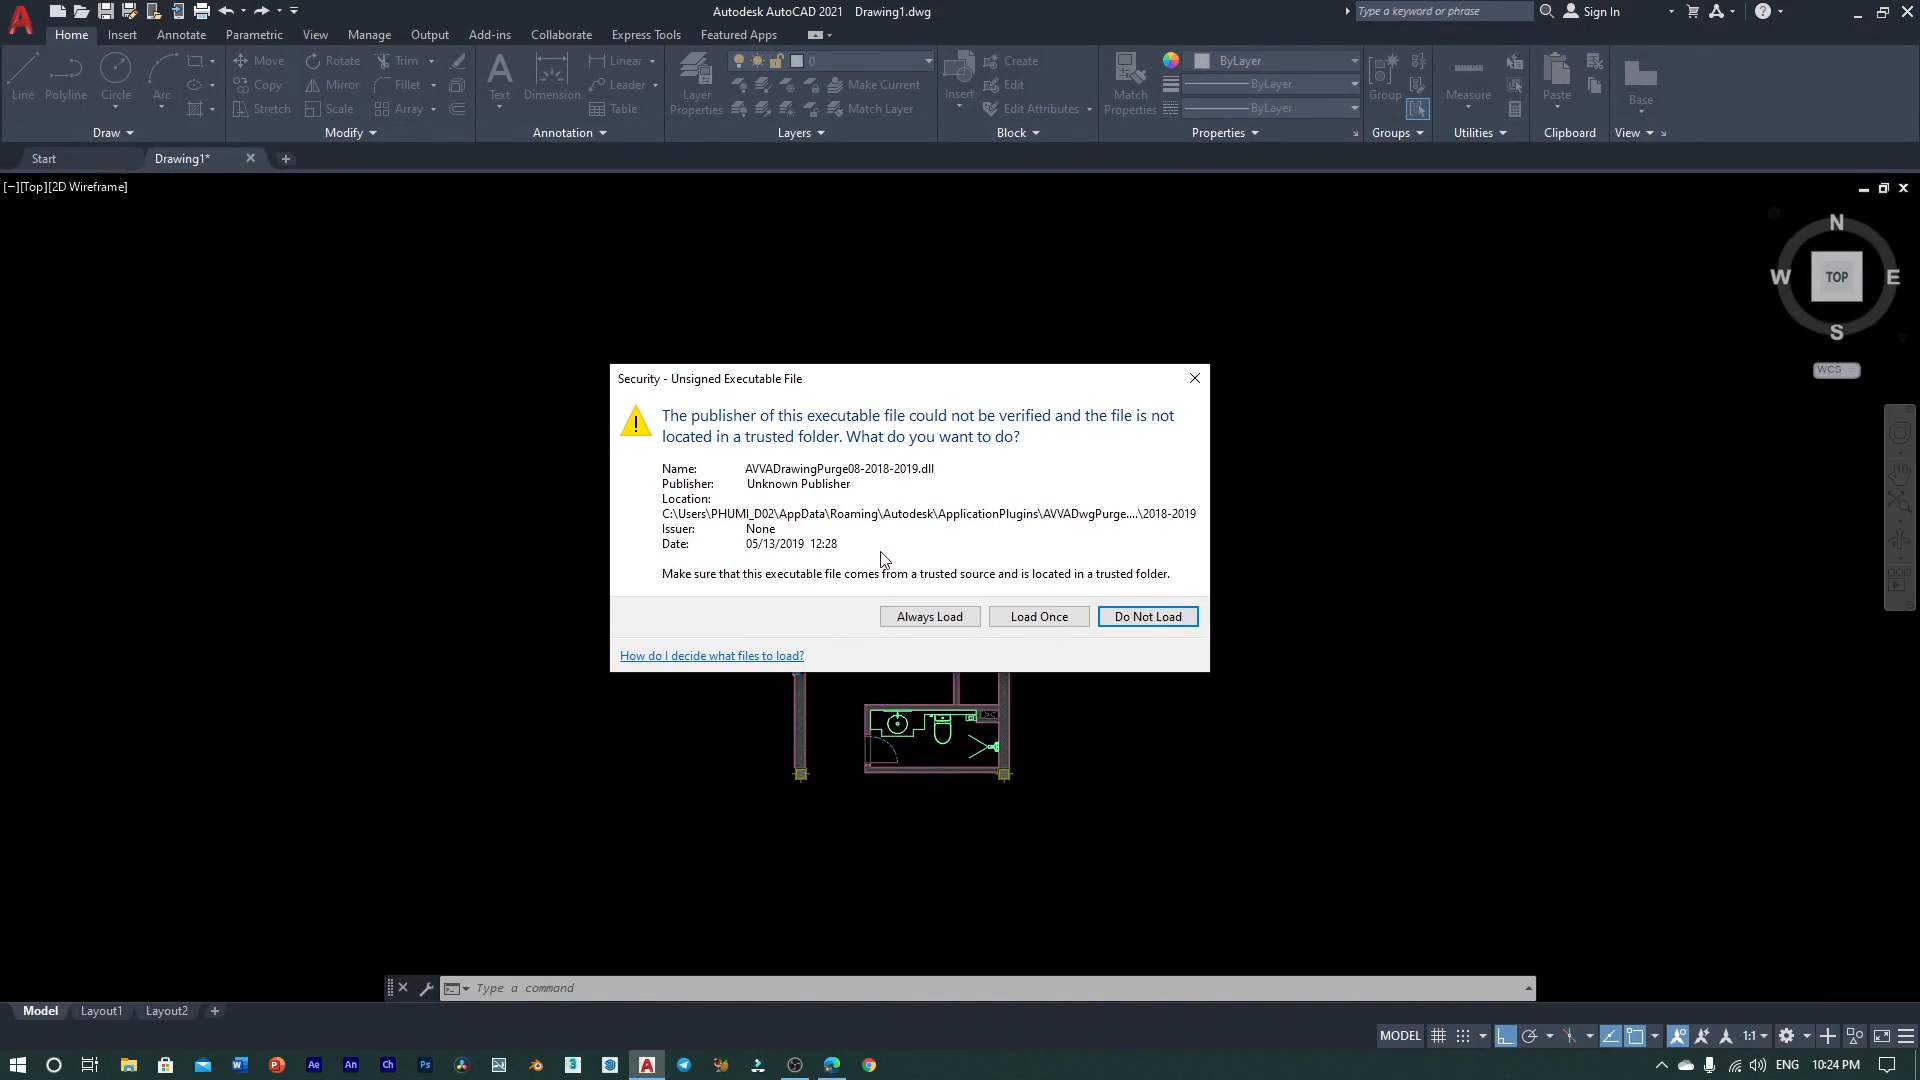 Autodesk AutoCAD 2021 Drawing1.dwg
Type a keyword or phrase
Sign In
Home Insert Annotate Parametric View Manage Output Add-ins Collaborate Express Tools Featured Apps
Line Polyline Circle Arc
Move Rotate Trim
Copy Mirror Fillet
Stretch Scale Array
Text Dimension
Linear
Leader
Table
Layer Properties
0
Make Current
Match Layer
Insert
Create
Edit
Edit Attributes
Match Properties
ByLayer
ByLayer
ByLayer
Group
Measure
Paste
Base
Draw Modify Annotation Layers Block Properties Groups Utilities Clipboard View
Start Drawing1*
[−][Top][2D Wireframe]
N
W TOP E
S
WCS
Security - Unsigned Executable File
The publisher of this executable file could not be verified and the file is not
located in a trusted folder. What do you want to do?
Name: AVVADrawingPurge08-2018-2019.dll
Publisher: Unknown Publisher
Location:
C:\Users\PHUMI_D02\AppData\Roaming\Autodesk\ApplicationPlugins\AVVADwgPurge....\2018-2019
Issuer: None
Date: 05/13/2019 12:28
Make sure that this executable file comes from a trusted source and is located in a trusted folder.
Always Load Load Once Do Not Load
How do I decide what files to load?
Type a command
Model Layout1 Layout2
MODEL 1:1
ENG 10:24 PM